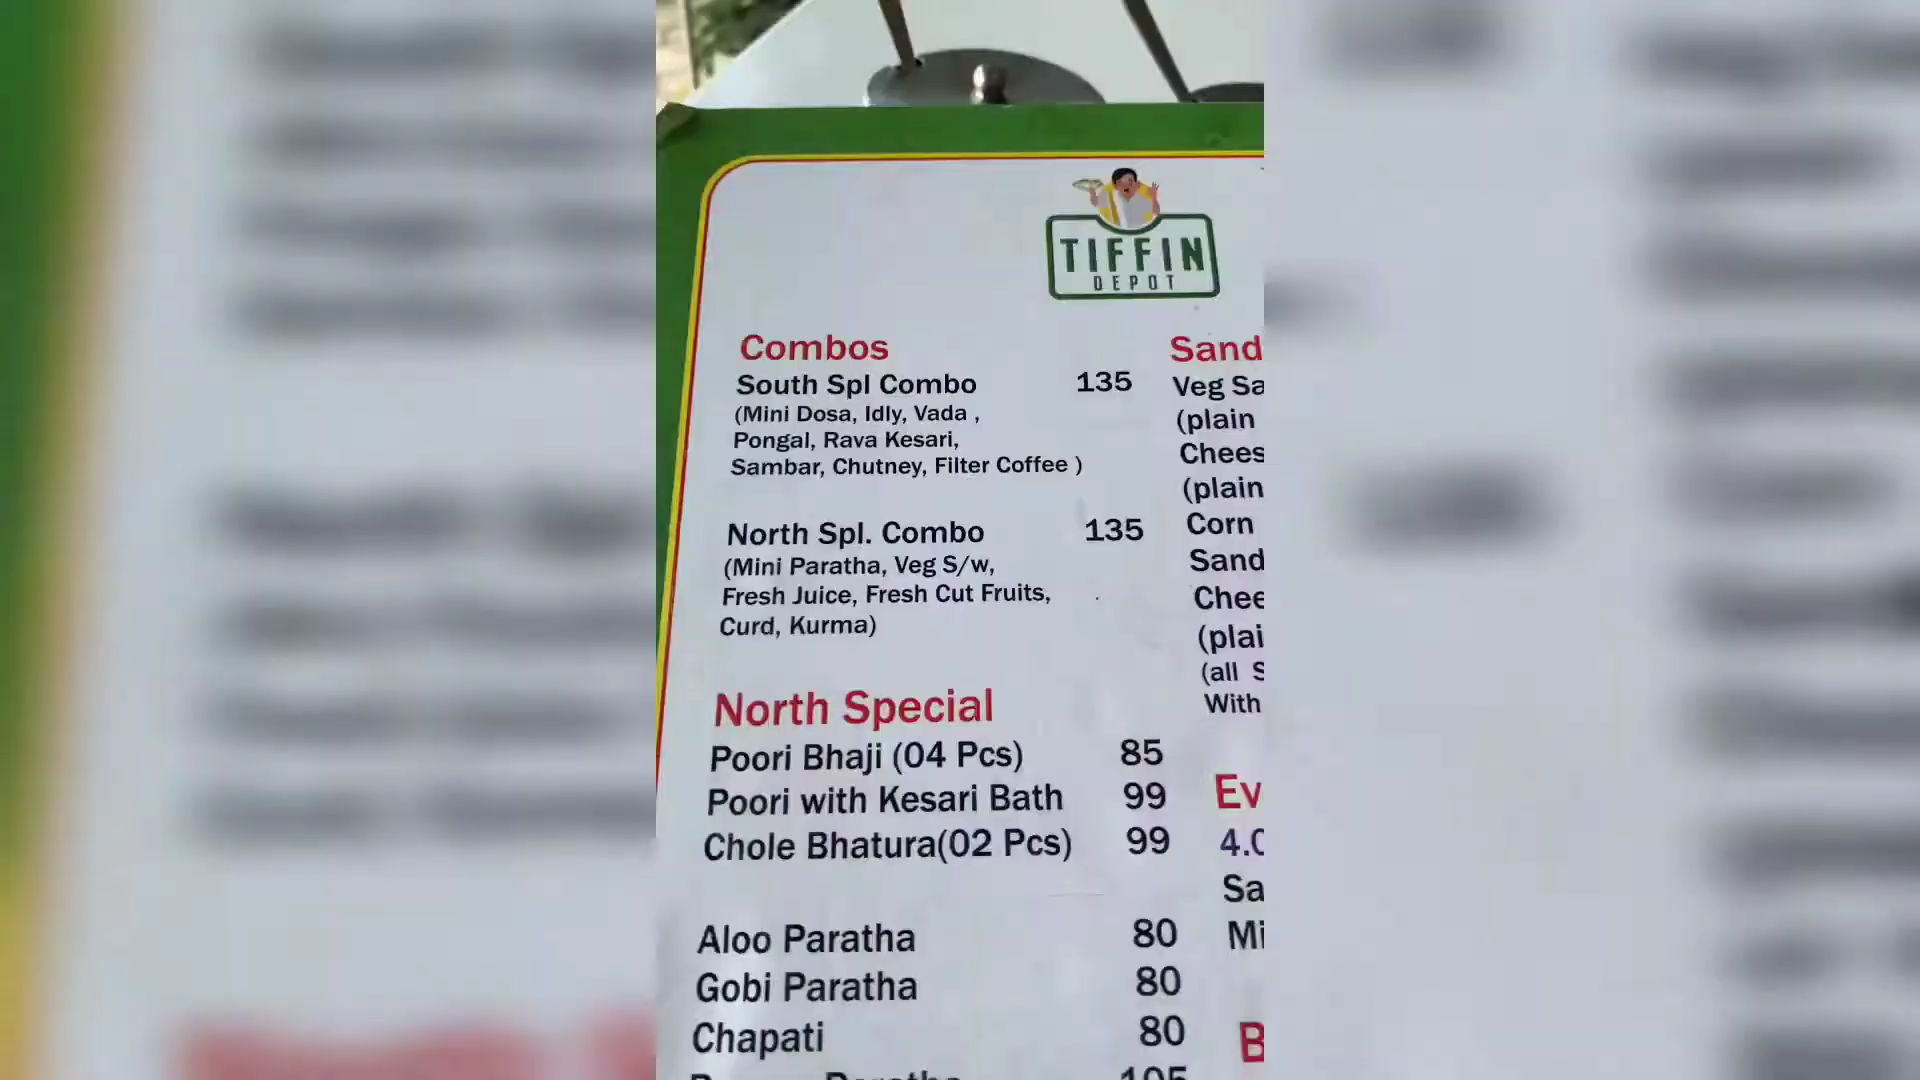 TIFFIN
DEPOT
Combos
South Spl Combo 135
(Mini Dosa, Idly, Vada ,
Pongal, Rava Kesari,
Sambar, Chutney, Filter Coffee )
North Spl. Combo 135
(Mini Paratha, Veg S/w,
Fresh Juice, Fresh Cut Fruits,
Curd, Kurma)
North Special
Poori Bhaji (04 Pcs) 85
Poori with Kesari Bath 99
Chole Bhatura(02 Pcs) 99
Aloo Paratha 80
Gobi Paratha 80
Chapati 80
Sand
Veg Sa
(plain
Chees
(plain
Corn
Sand
Chee
(plai
(all S
With
Ev
4.0
Sa
Mi
B